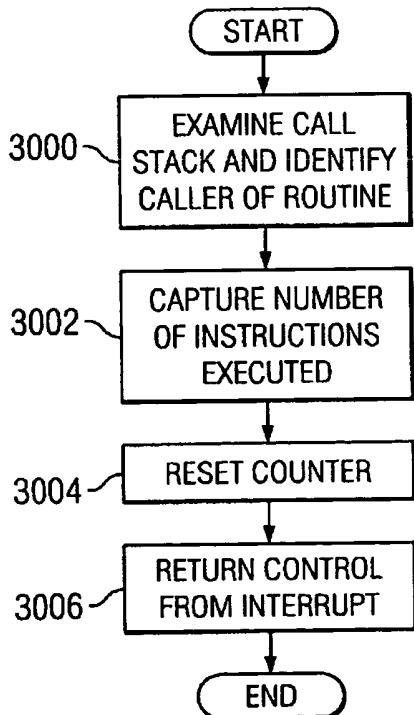 START
3000
EXAMINE CALL
STACK AND IDENTIFY
CALLER OF ROUTINE
3002
CAPTURE NUMBER
OF INSTRUCTIONS
EXECUTED
3004
RESET COUNTER
3006
RETURN CONTROL
FROM INTERRUPT
END